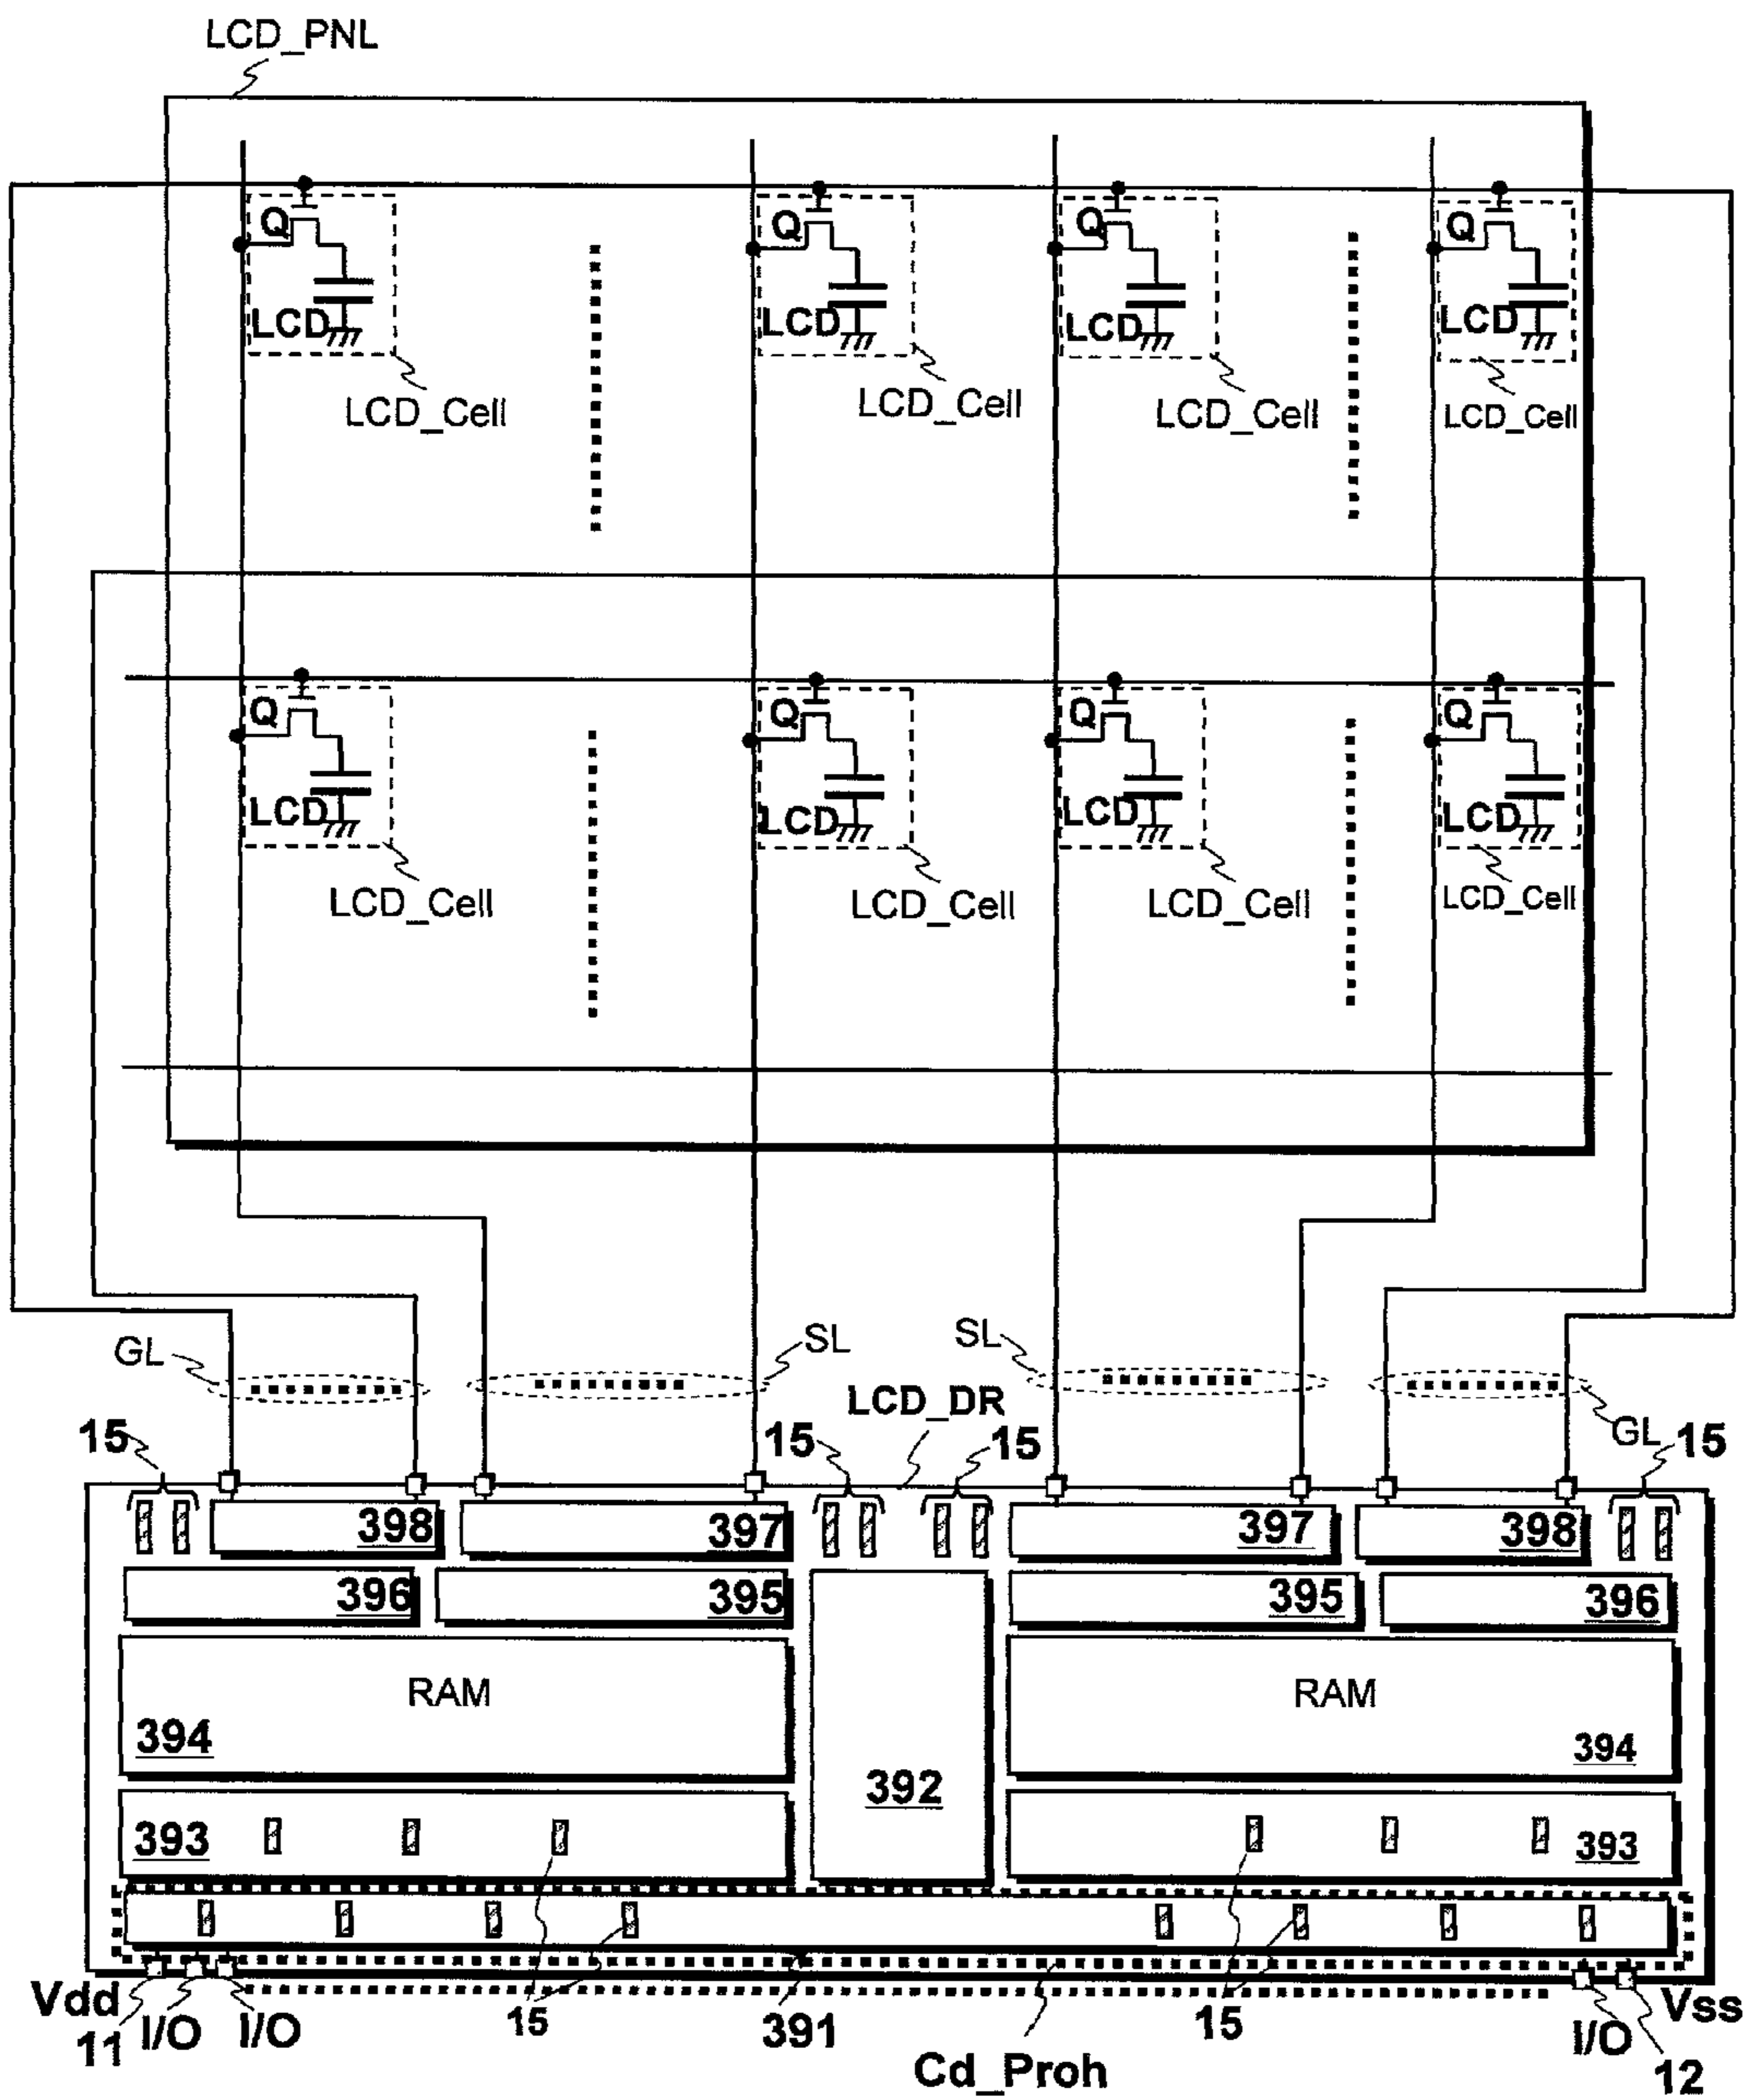 LCD_PNL
Q Q Q Q
LCD LCD LCD LCD
LCD_Cell LCD_Cell LCD_Cell LCD_Cell
Q Q Q Q
LCD LCD LCD LCD
LCD_Cell LCD_Cell LCD_Cell LCD_Cell
GL SL SL GL
LCD_DR
15 15 15 15
398 397 397 398
396 395 395 396
RAM RAM
394 394
392
393 393
Vdd Vss
11 I/O I/O 15 391 15 I/O 12
Cd_Proh